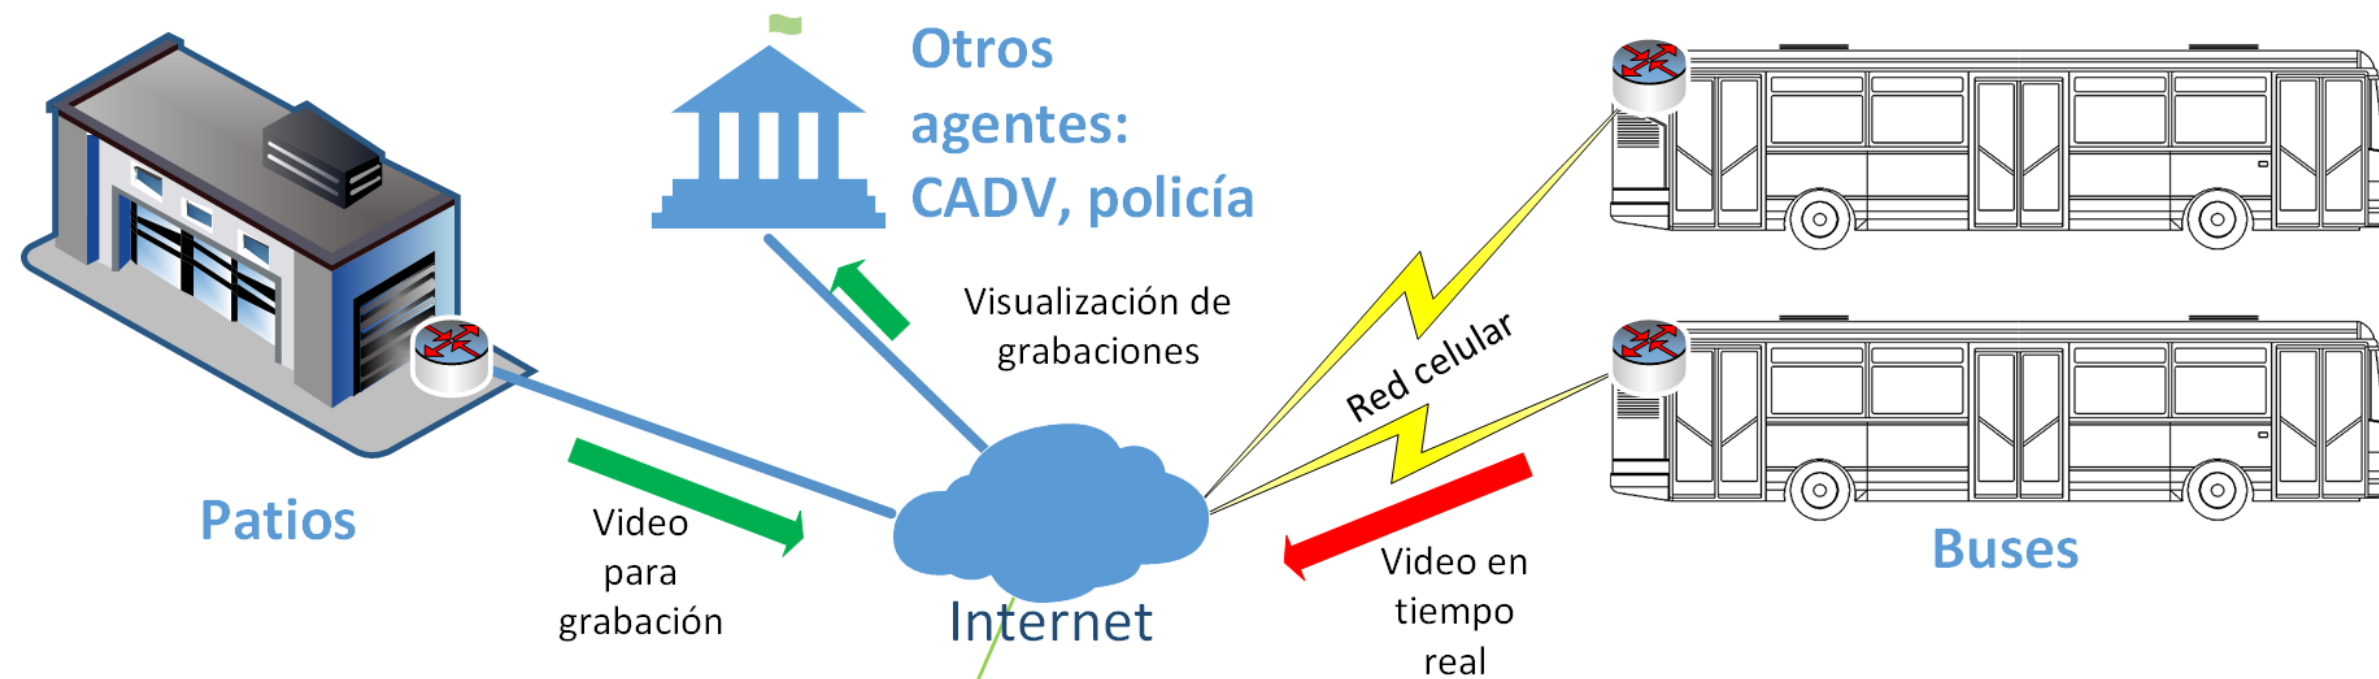 Otros
agentes:
CADV, policía
Visualización de
grabaciones
Red celular
Patios
Video
para
grabación
Internet
Video en
tiempo
real
Buses